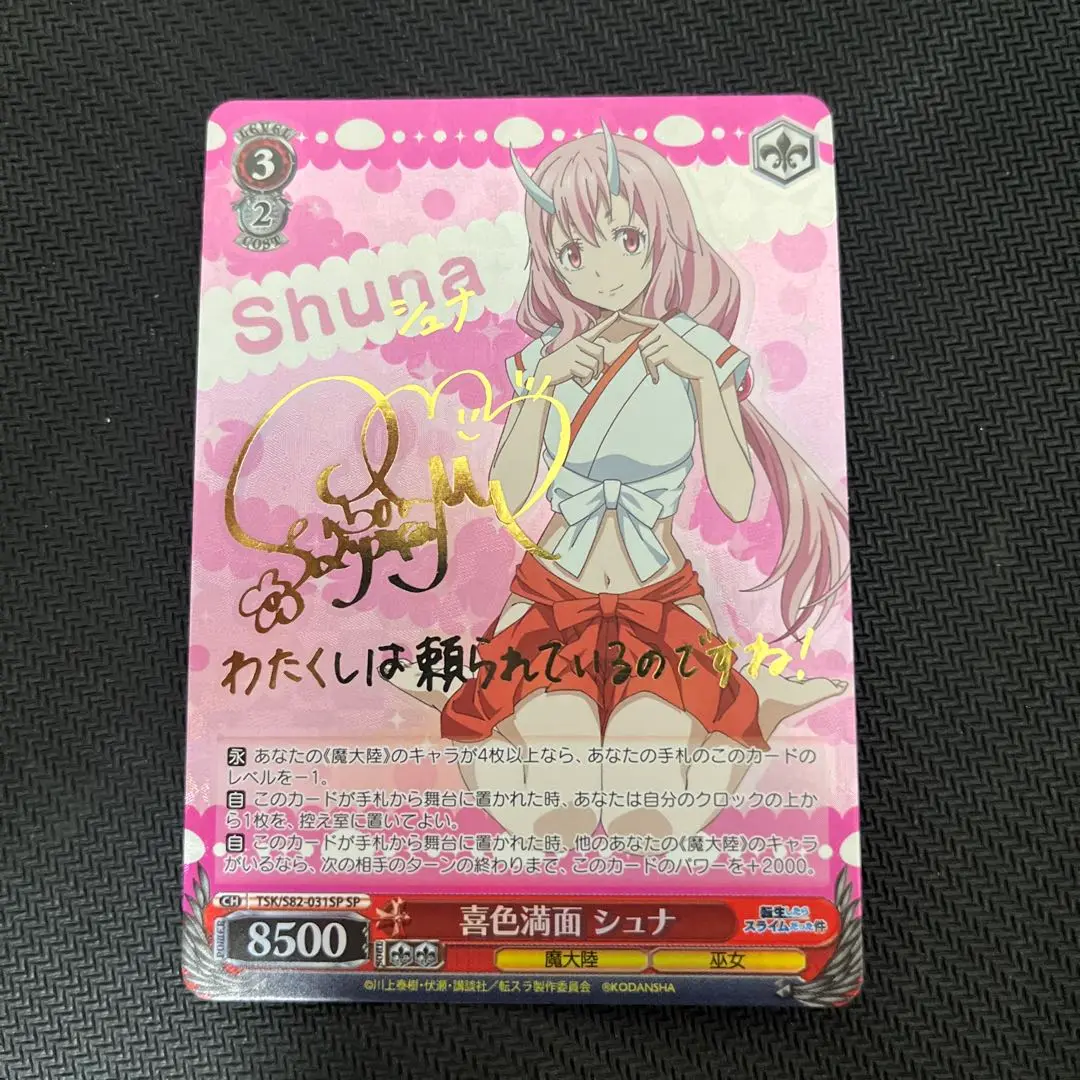 LEVEL
3
2
COST
Shuna
シュナ
わたくしは頼られているのですね!
永 あなたの《魔大陸》のキャラが4枚以上なら、あなたの手札のこのカードの
レベルを－1。
自 このカードが手札から舞台に置かれた時、あなたは自分のクロックの上か
ら1枚を、控え室に置いてよい。
自 このカードが手札から舞台に置かれた時、他のあなたの《魔大陸》のキャラ
がいるなら、次の相手のターンの終わりまで、このカードのパワーを＋2000。
CH TSK/S82-031SP SP
POWER 8500
SOUL
喜色満面 シュナ
転生したら
スライムだった件
魔大陸 巫女
©川上泰樹・伏瀬・講談社／転スラ製作委員会 ®KODANSHA